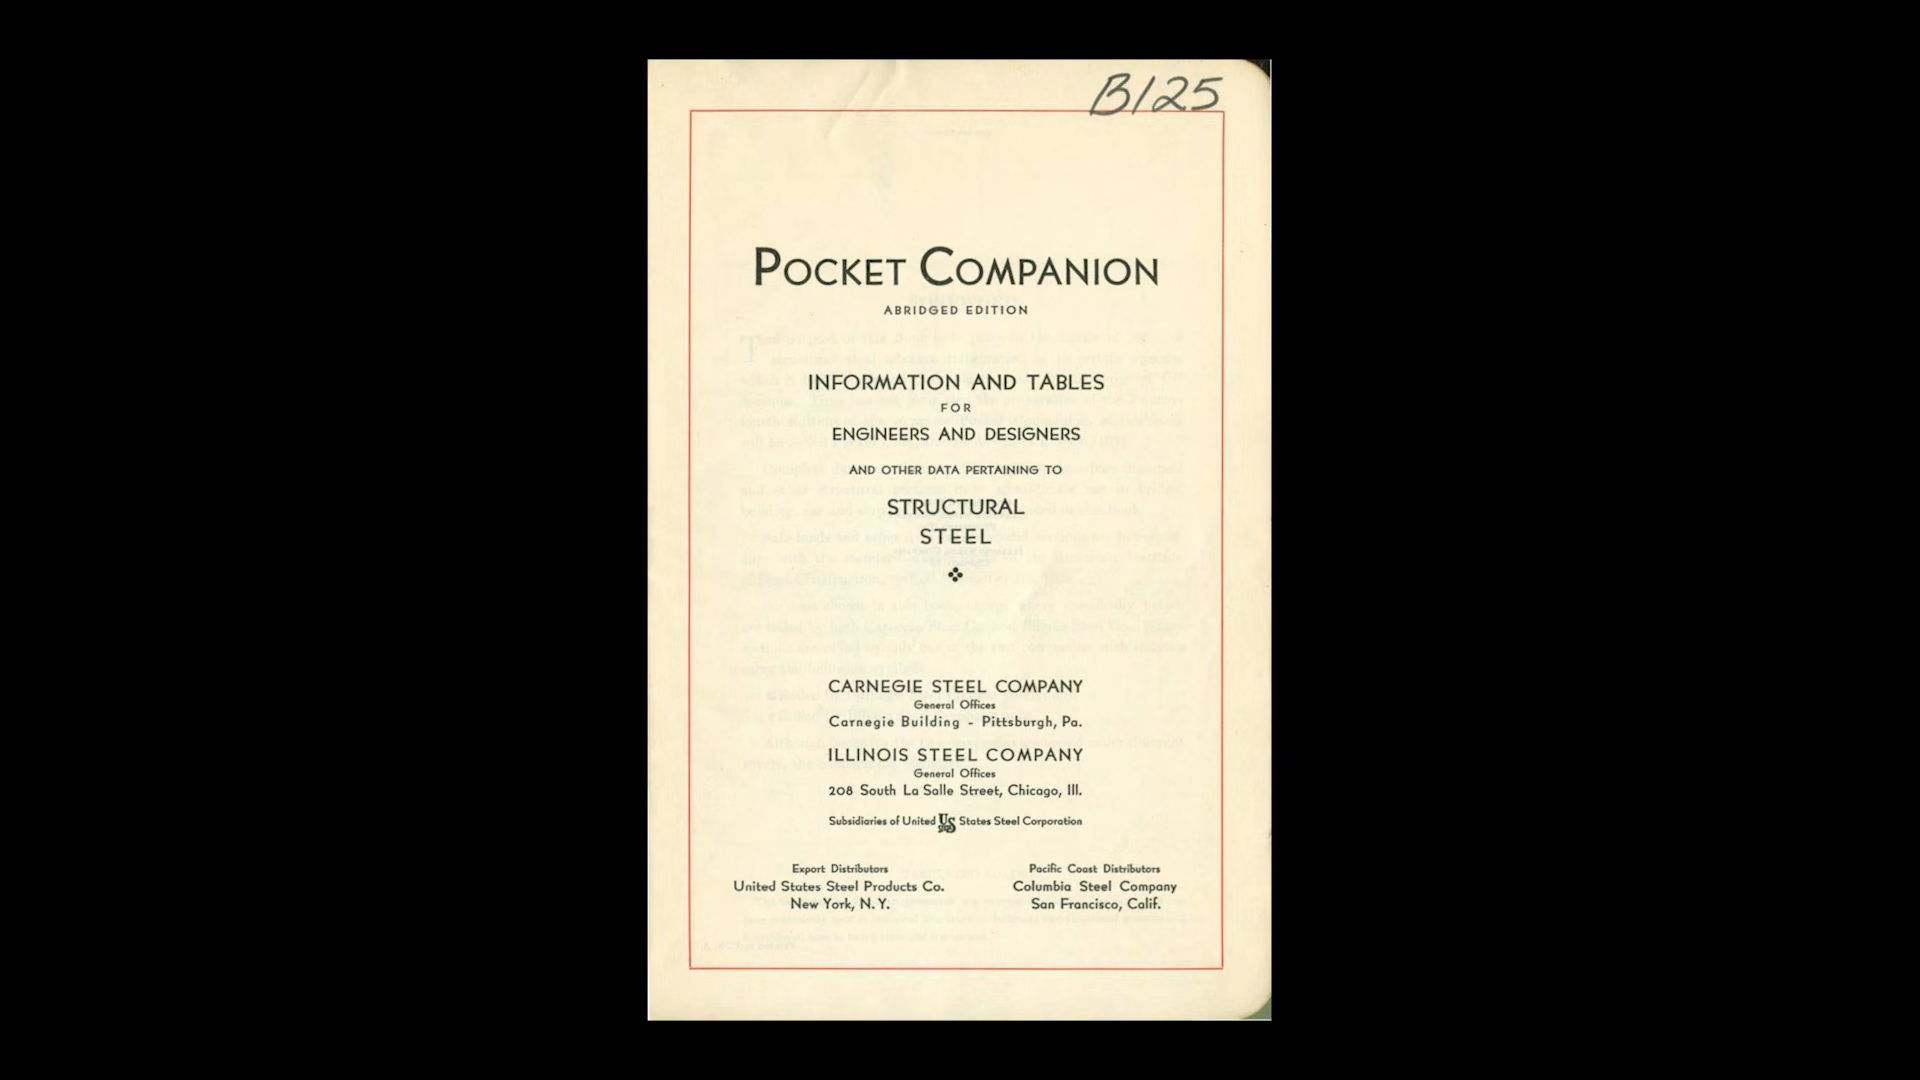 B125
POCKET COMPANION
ABRIDGED EDITION
INFORMATION AND TABLES
FOR
ENGINEERS AND DESIGNERS
AND OTHER DATA PERTAINING TO
STRUCTURAL
STEEL
CARNEGIE STEEL COMPANY
General Offices
Carnegie Building - Pittsburgh, Pa.
ILLINOIS STEEL COMPANY
General Offices
208 South La Salle Street, Chicago, Ill.
Subsidiaries of United US States Steel Corporation
Export Distributors
United States Steel Products Co.
New York, N.Y.
Pacific Coast Distributors
Columbia Steel Company
San Francisco, Calif.